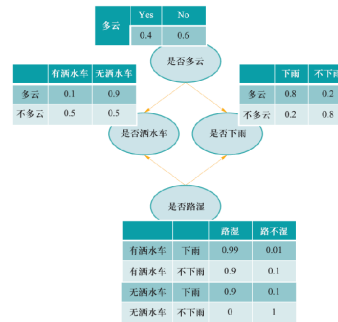 多云 Yes No
0.4 0.6
是否多云
有洒水车 无洒水车
多云 0.1 0.9
不多云 0.5 0.5
下雨 不下雨
多云 0.8 0.2
不多云 0.2 0.8
是否洒水车 是否下雨
是否路湿
路湿 路不湿
有洒水车 下雨 0.99 0.01
有洒水车 不下雨 0.9 0.1
无洒水车 下雨 0.9 0.1
无洒水车 不下雨 0 1